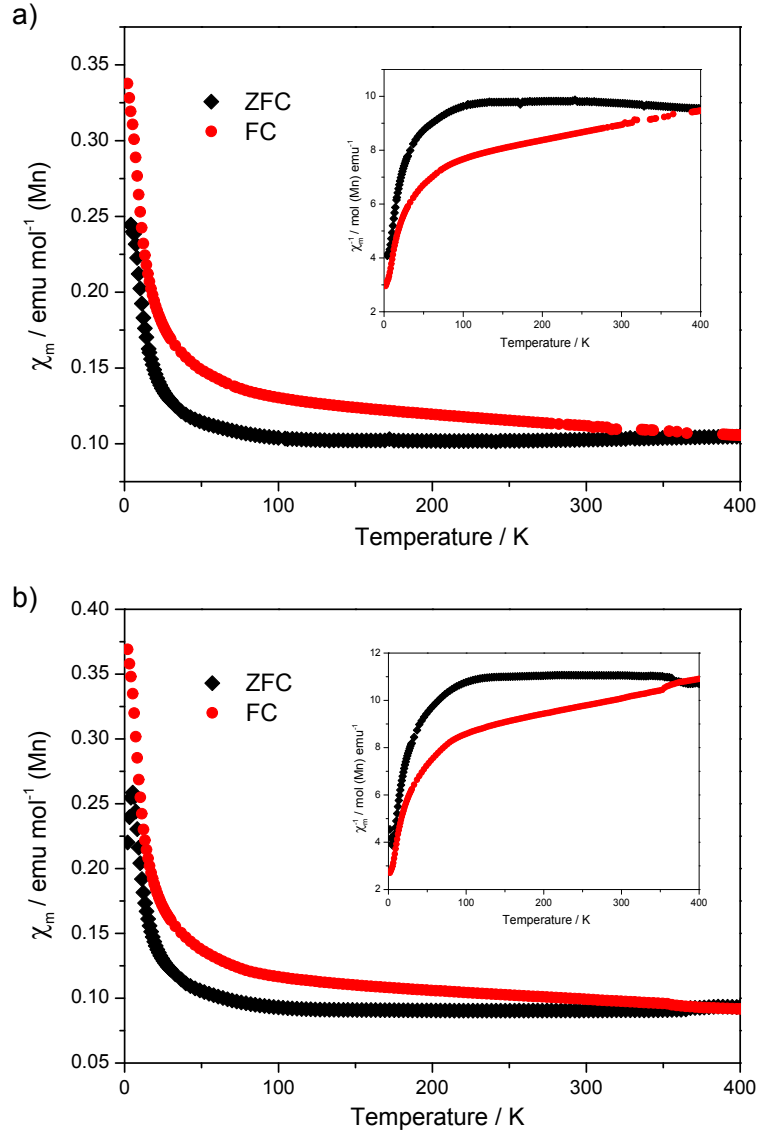 a)
0.35
0.30
0.25
0.20
0.15
0.10
χm / emu mol-1 (Mn)
ZFC
FC
10
8
6
4
2
χm-1 / mol (Mn) emu-1
0 100 200 300 400
Temperature / K
0 100 200 300 400
Temperature / K
b)
0.40
0.35
0.30
0.25
0.20
0.15
0.10
0.05
χm / emu mol-1 (Mn)
ZFC
FC
12
10
8
6
4
2
χm-1 / mol (Mn) emu-1
0 100 200 300 400
Temperature / K
0 100 200 300 400
Temperature / K